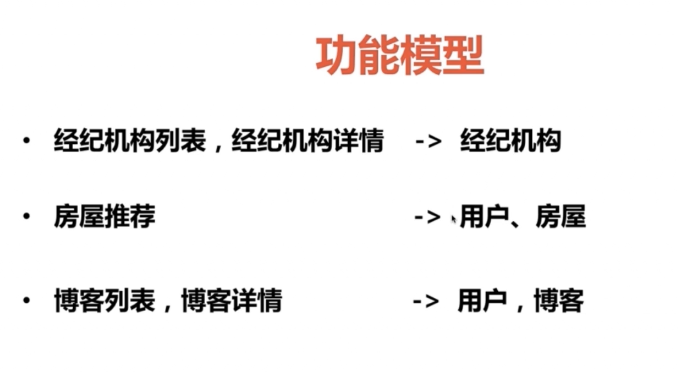 功能模型
• 经纪机构列表，经纪机构详情 -> 经纪机构
• 房屋推荐 -> 用户、房屋
• 博客列表，博客详情 -> 用户，博客